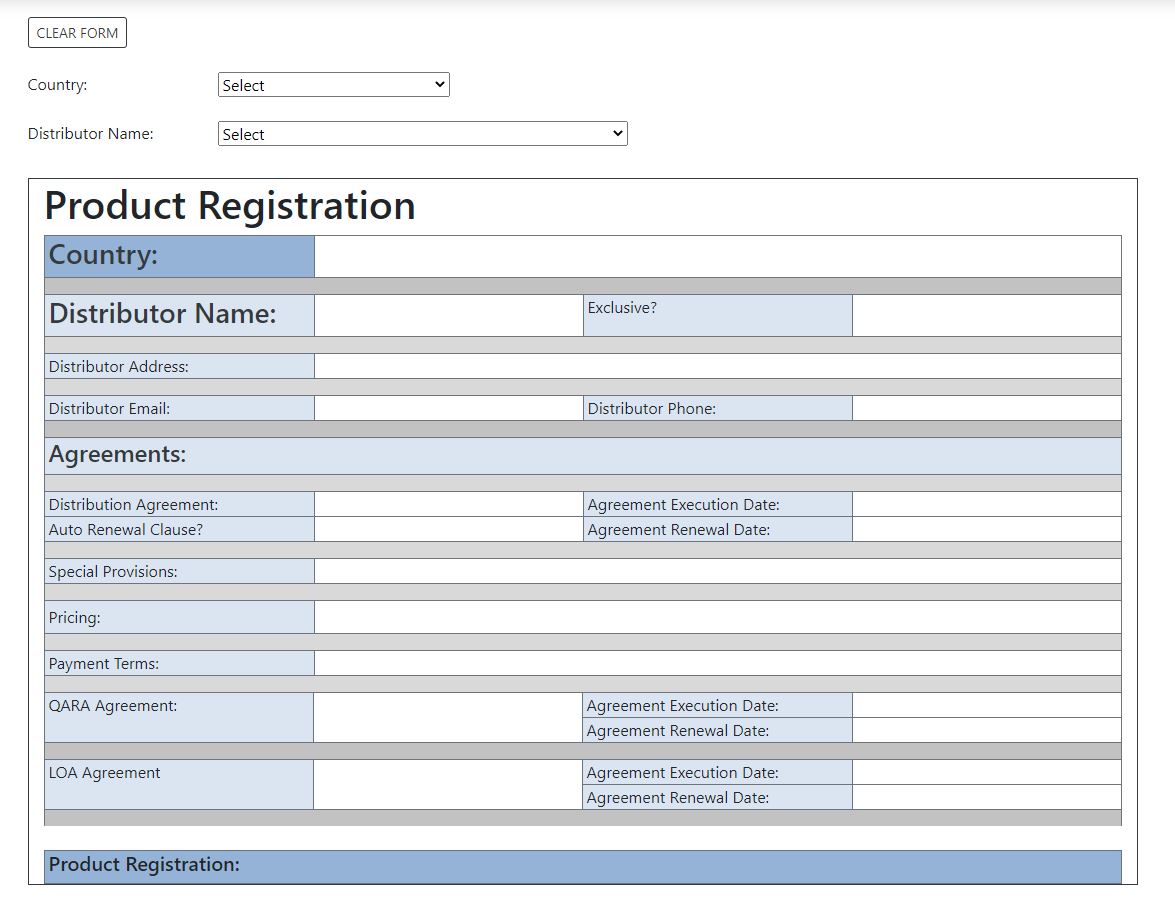 CLEAR FORM
Country: Select
Distributor Name: Select
Product Registration
Country:
Distributor Name: Exclusive?
Distributor Address:
Distributor Email: Distributor Phone:
Agreements:
Distribution Agreement: Agreement Execution Date:
Auto Renewal Clause? Agreement Renewal Date:
Special Provisions:
Pricing:
Payment Terms:
QARA Agreement: Agreement Execution Date:
Agreement Renewal Date:
LOA Agreement Agreement Execution Date:
Agreement Renewal Date:
Product Registration: